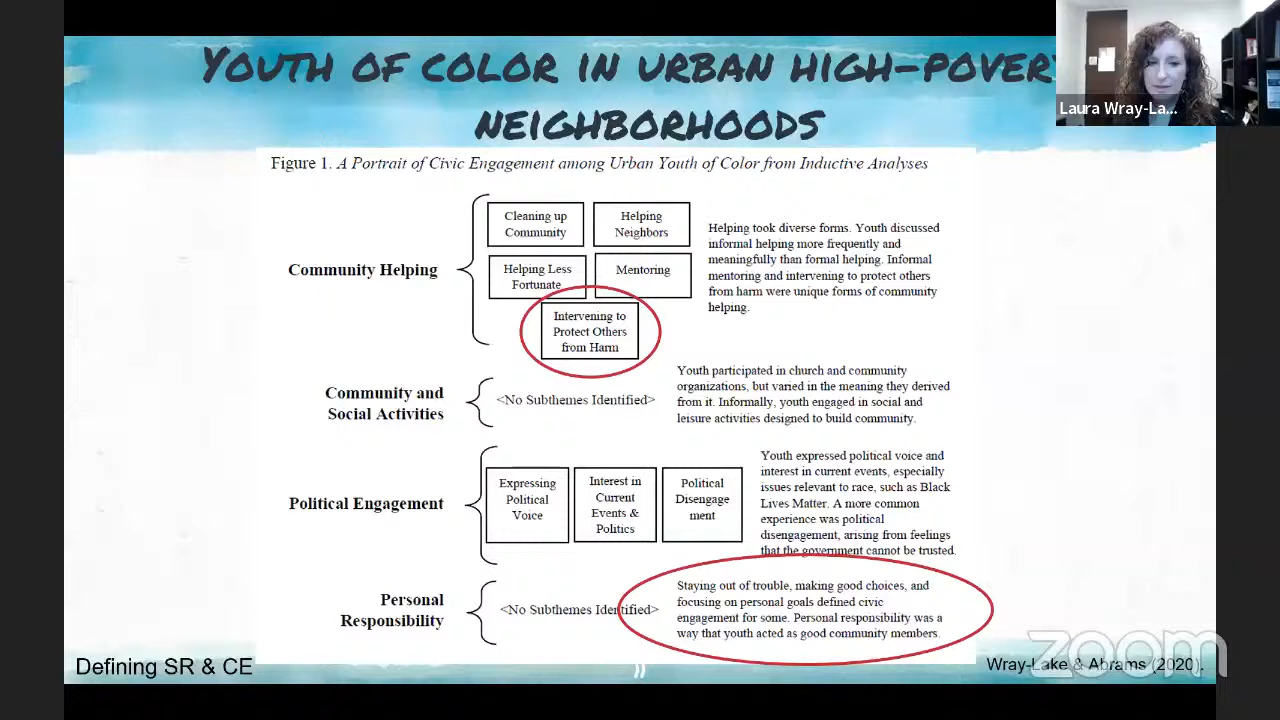 YOUTH OF COLOR IN URBAN HIGH-POVERT
NEIGHBORHOODS
Laura Wray-La...
Figure 1. A Portrait of Civic Engagement among Urban Youth of Color from Inductive Analyses
Community Helping
Cleaning up
Community
Helping
Neighbors
Helping Less
Fortunate
Mentoring
Intervening to
Protect Others
from Harm
Helping took diverse forms. Youth discussed
informal helping more frequently and
meaningfully than formal helping. Informal
mentoring and intervening to protect others
from harm were unique forms of community
helping.
Community and
Social Activities
<No Subthemes Identified>
Youth participated in church and community
organizations, but varied in the meaning they derived
from it. Informally, youth engaged in social and
leisure activities designed to build community.
Political Engagement
Expressing
Political
Voice
Interest in
Current
Events &
Politics
Political
Disengage
ment
Youth expressed political voice and
interest in current events, especially
issues relevant to race, such as Black
Lives Matter. A more common
experience was political
disengagement, arising from feelings
that the government cannot be trusted.
Personal
Responsibility
<No Subthemes Identified>
Staying out of trouble, making good choices, and
focusing on personal goals defined civic
engagement for some. Personal responsibility was a
way that youth acted as good community members.
Defining SR & CE
Wray-Lake & Abrams (2020).
zoom